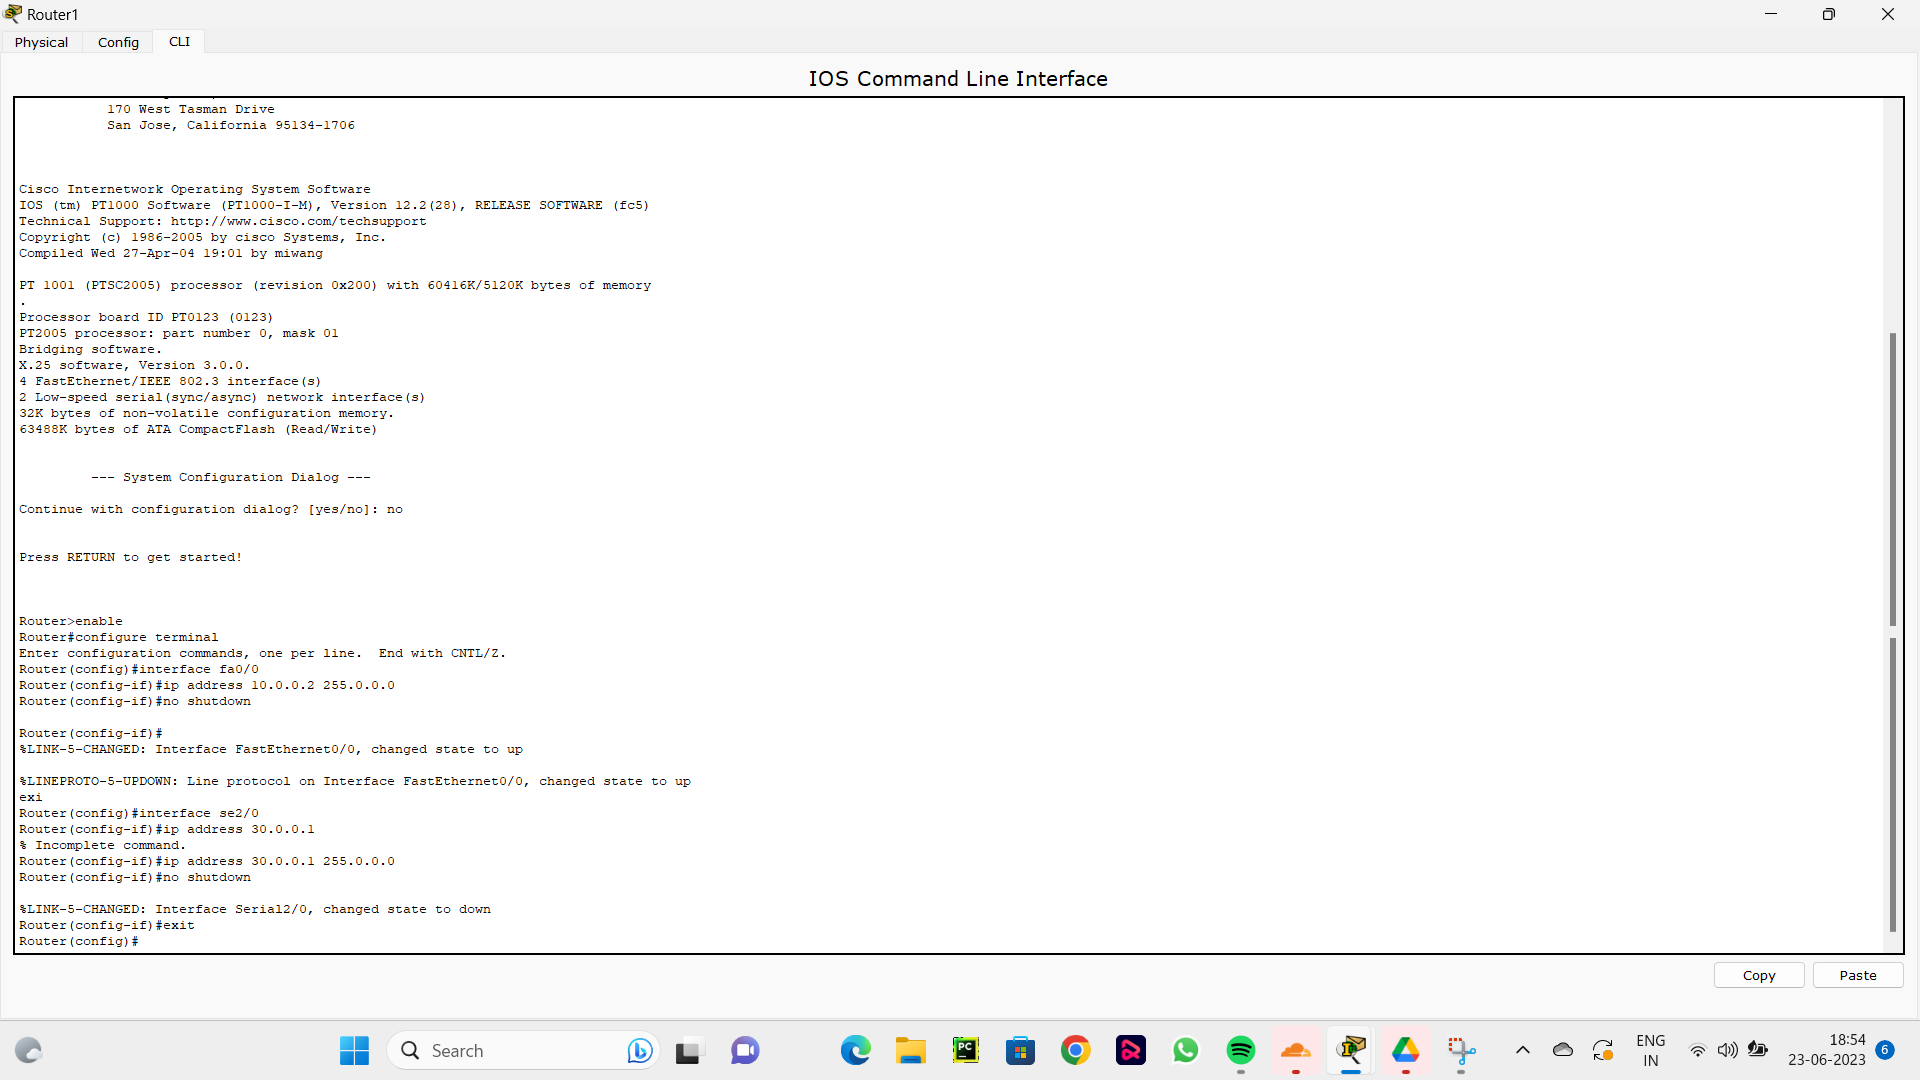 Router1
Physical Config CLI
IOS Command Line Interface
170 West Tasman Drive
San Jose, California 95134-1706
Cisco Internetwork Operating System Software
IOS (tm) PT1000 Software (PT1000-I-M), Version 12.2(28), RELEASE SOFTWARE (fc5)
Technical Support: http://www.cisco.com/techsupport
Copyright (c) 1986-2005 by cisco Systems, Inc.
Compiled Wed 27-Apr-04 19:01 by miwang
PT 1001 (PTSC2005) processor (revision 0x200) with 60416K/5120K bytes of memory
.
Processor board ID PT0123 (0123)
PT2005 processor: part number 0, mask 01
Bridging software.
X.25 software, Version 3.0.0.
4 FastEthernet/IEEE 802.3 interface(s)
2 Low-speed serial(sync/async) network interface(s)
32K bytes of non-volatile configuration memory.
63488K bytes of ATA CompactFlash (Read/Write)
--- System Configuration Dialog ---
Continue with configuration dialog? [yes/no]: no
Press RETURN to get started!
Router>enable
Router#configure terminal
Enter configuration commands, one per line.  End with CNTL/Z.
Router(config)#interface fa0/0
Router(config-if)#ip address 10.0.0.2 255.0.0.0
Router(config-if)#no shutdown
Router(config-if)#
%LINK-5-CHANGED: Interface FastEthernet0/0, changed state to up
%LINEPROTO-5-UPDOWN: Line protocol on Interface FastEthernet0/0, changed state to up
exi
Router(config)#interface se2/0
Router(config-if)#ip address 30.0.0.1
% Incomplete command.
Router(config-if)#ip address 30.0.0.1 255.0.0.0
Router(config-if)#no shutdown
%LINK-5-CHANGED: Interface Serial2/0, changed state to down
Router(config-if)#exit
Router(config)#
Copy Paste
Search
PC
ENG
IN
18:54
23-06-2023
6